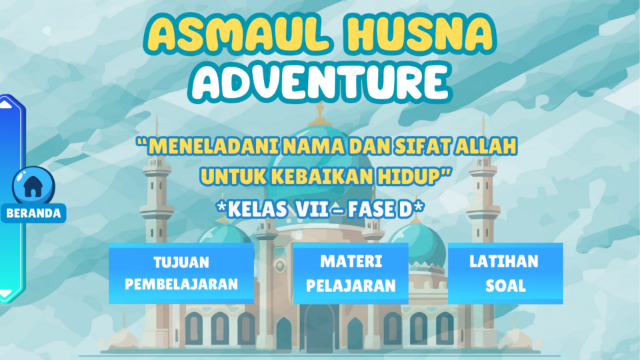 ASMAUL HUSNA
ADVENTURE
"MENELADANI NAMA DAN SIFAT ALLAH
UNTUK KEBAIKAN HIDUP"
*KELAS VII - FASE D*
BERANDA
TUJUAN
PEMBELAJARAN
MATERI
PELAJARAN
LATIHAN
SOAL